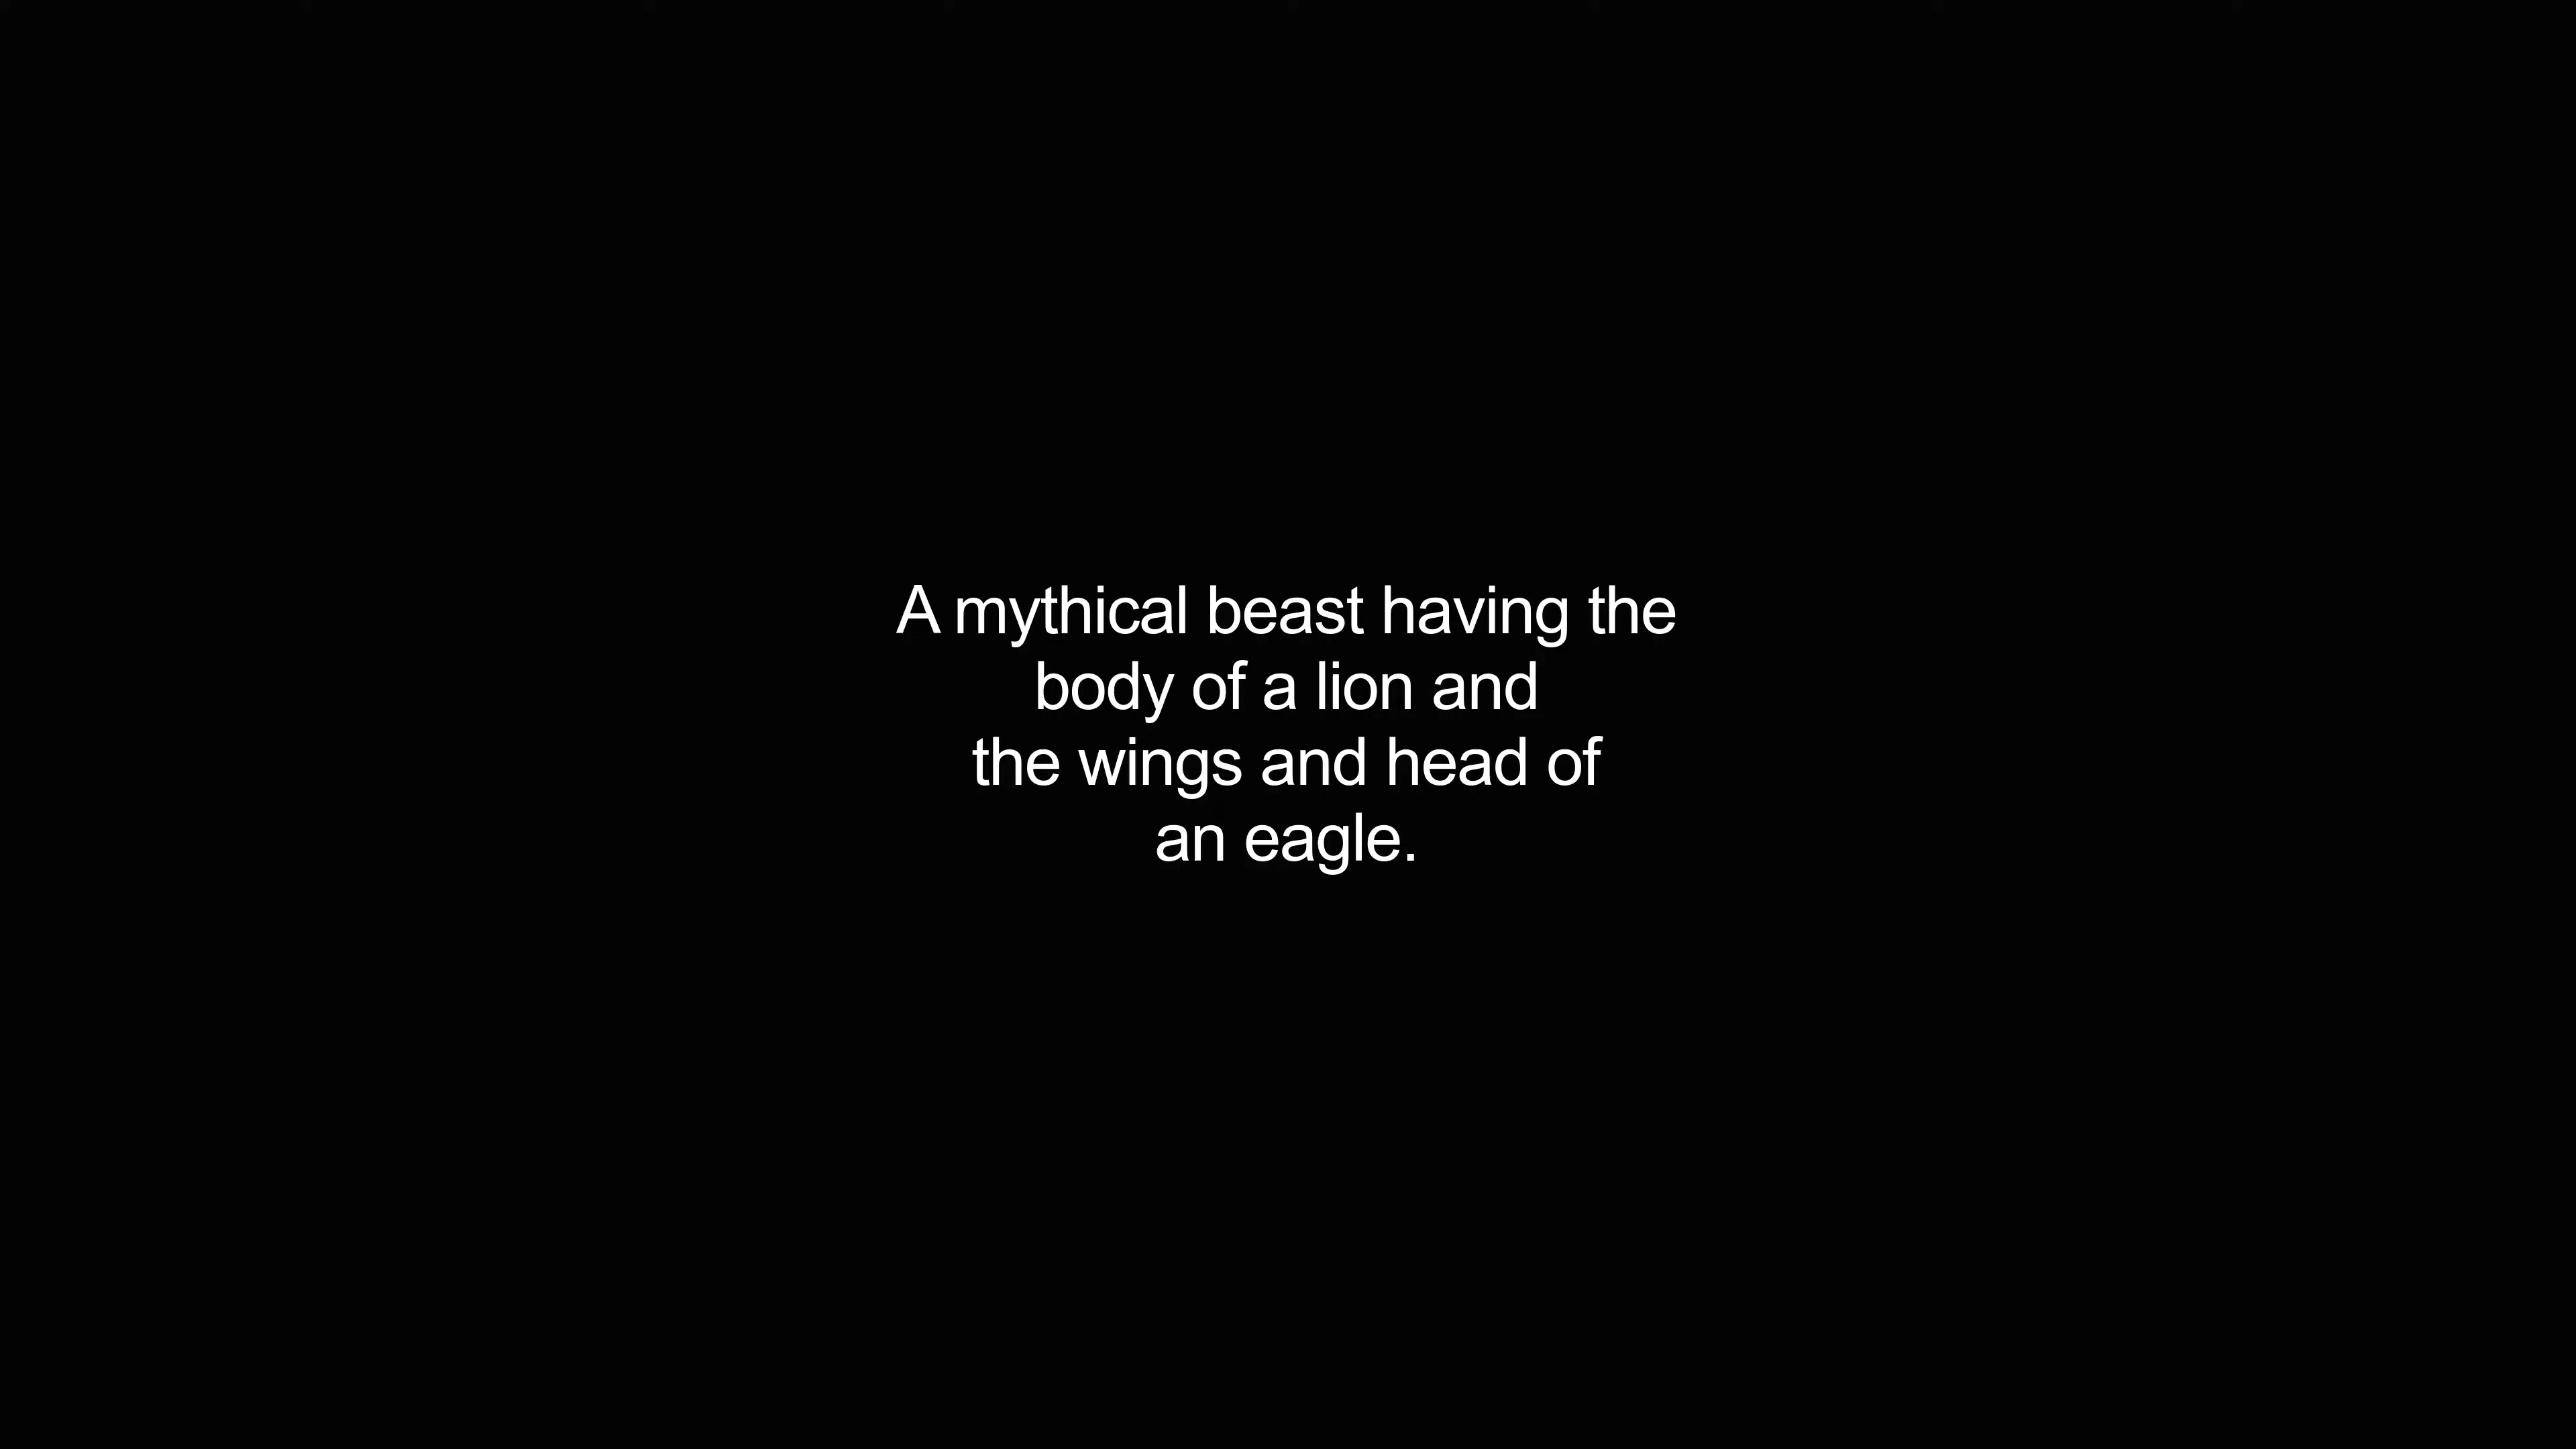 A mythical beast having the
body of a lion and
the wings and head of
an eagle.